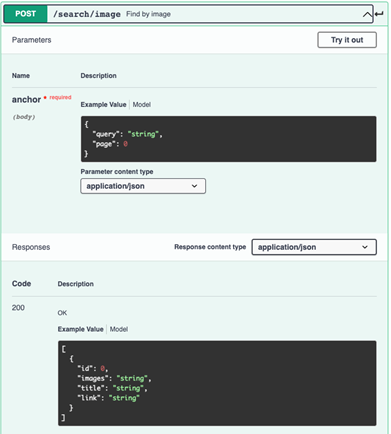 POST /search/image Find by image
Parameters
Try it out
Name Description
anchor * required
(body)
Example Value | Model
{
"query": "string",
"page": 0
}
Parameter content type
application/json
Responses
Response content type application/json
Code Description
200
OK
Example Value | Model
[
{
"id": 0,
"images": "string",
"title": "string",
"link": "string"
}
]